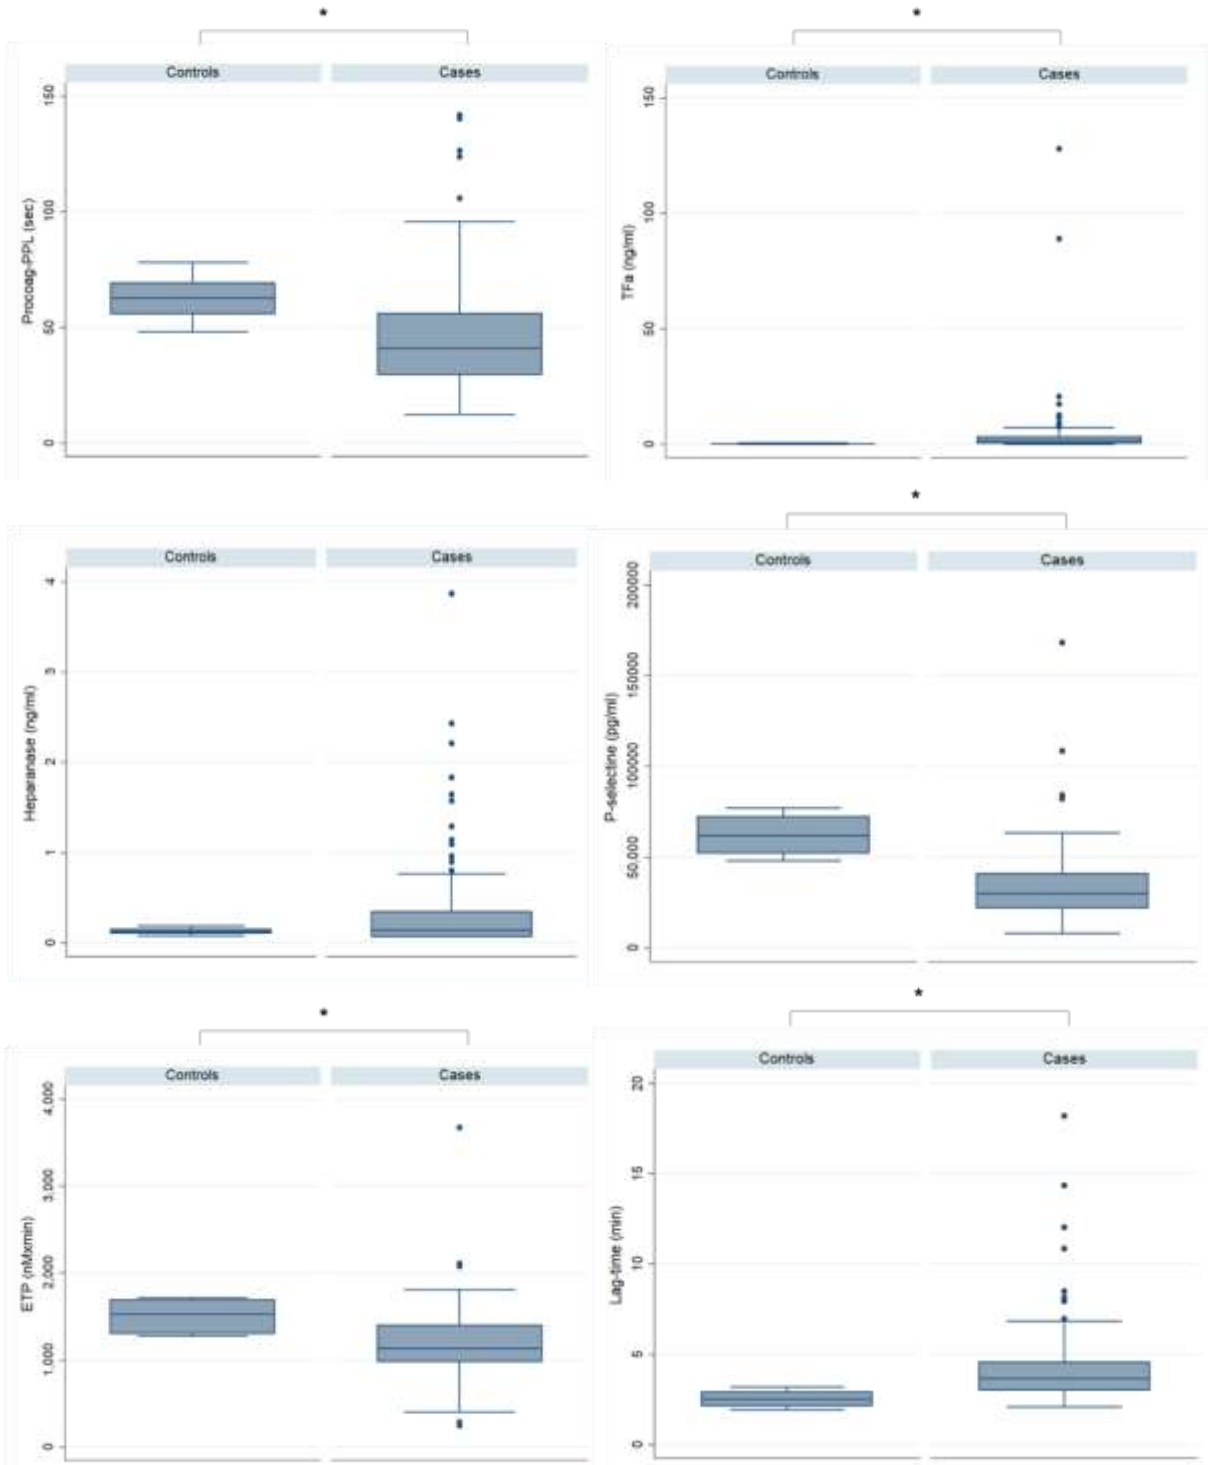 *
*
Controls
Cases
Controls
Cases
Procoag-PPL (sec)
150
100
50
0
TFa (ng/ml)
150
100
50
0
*
Controls
Cases
Controls
Cases
Heparanase (ng/ml)
4
3
2
1
0
P-selectine (pg/ml)
200000
150000
100000
50,000
0
*
*
Controls
Cases
Controls
Cases
ETP (nMxmin)
4,000
3,000
2,000
1,000
0
Lag-time (min)
20
15
10
5
0